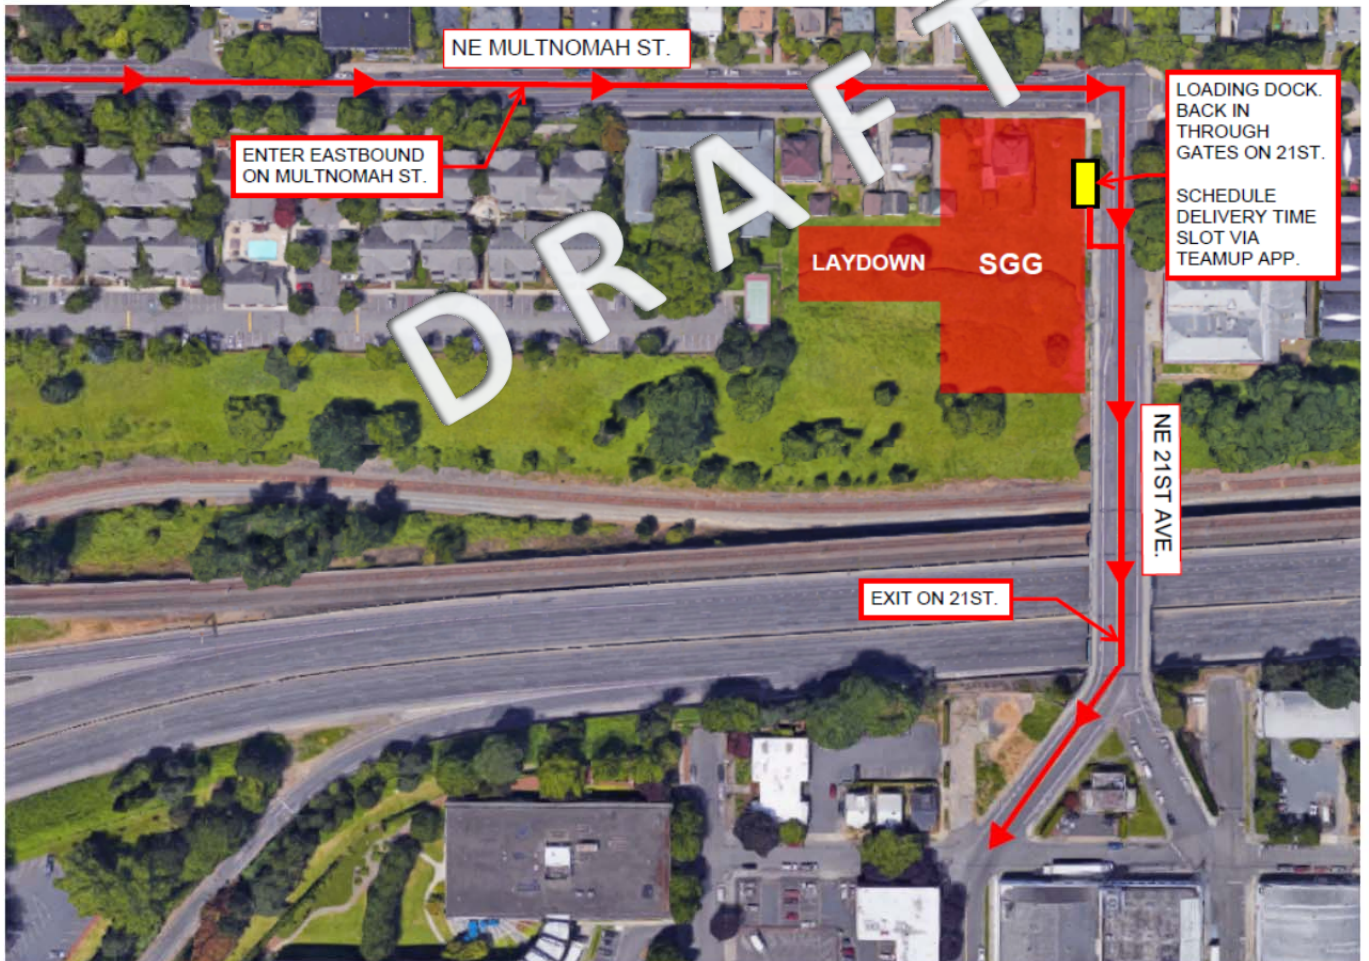 NE MULTNOMAH ST.
ENTER EASTBOUND
ON MULTNOMAH ST.
LOADING DOCK.
BACK IN
THROUGH
GATES ON 21ST.
SCHEDULE
DELIVERY TIME
SLOT VIA
TEAMUP APP.
DRAFT
LAYDOWN
SGG
NE 21ST AVE.
EXIT ON 21ST.